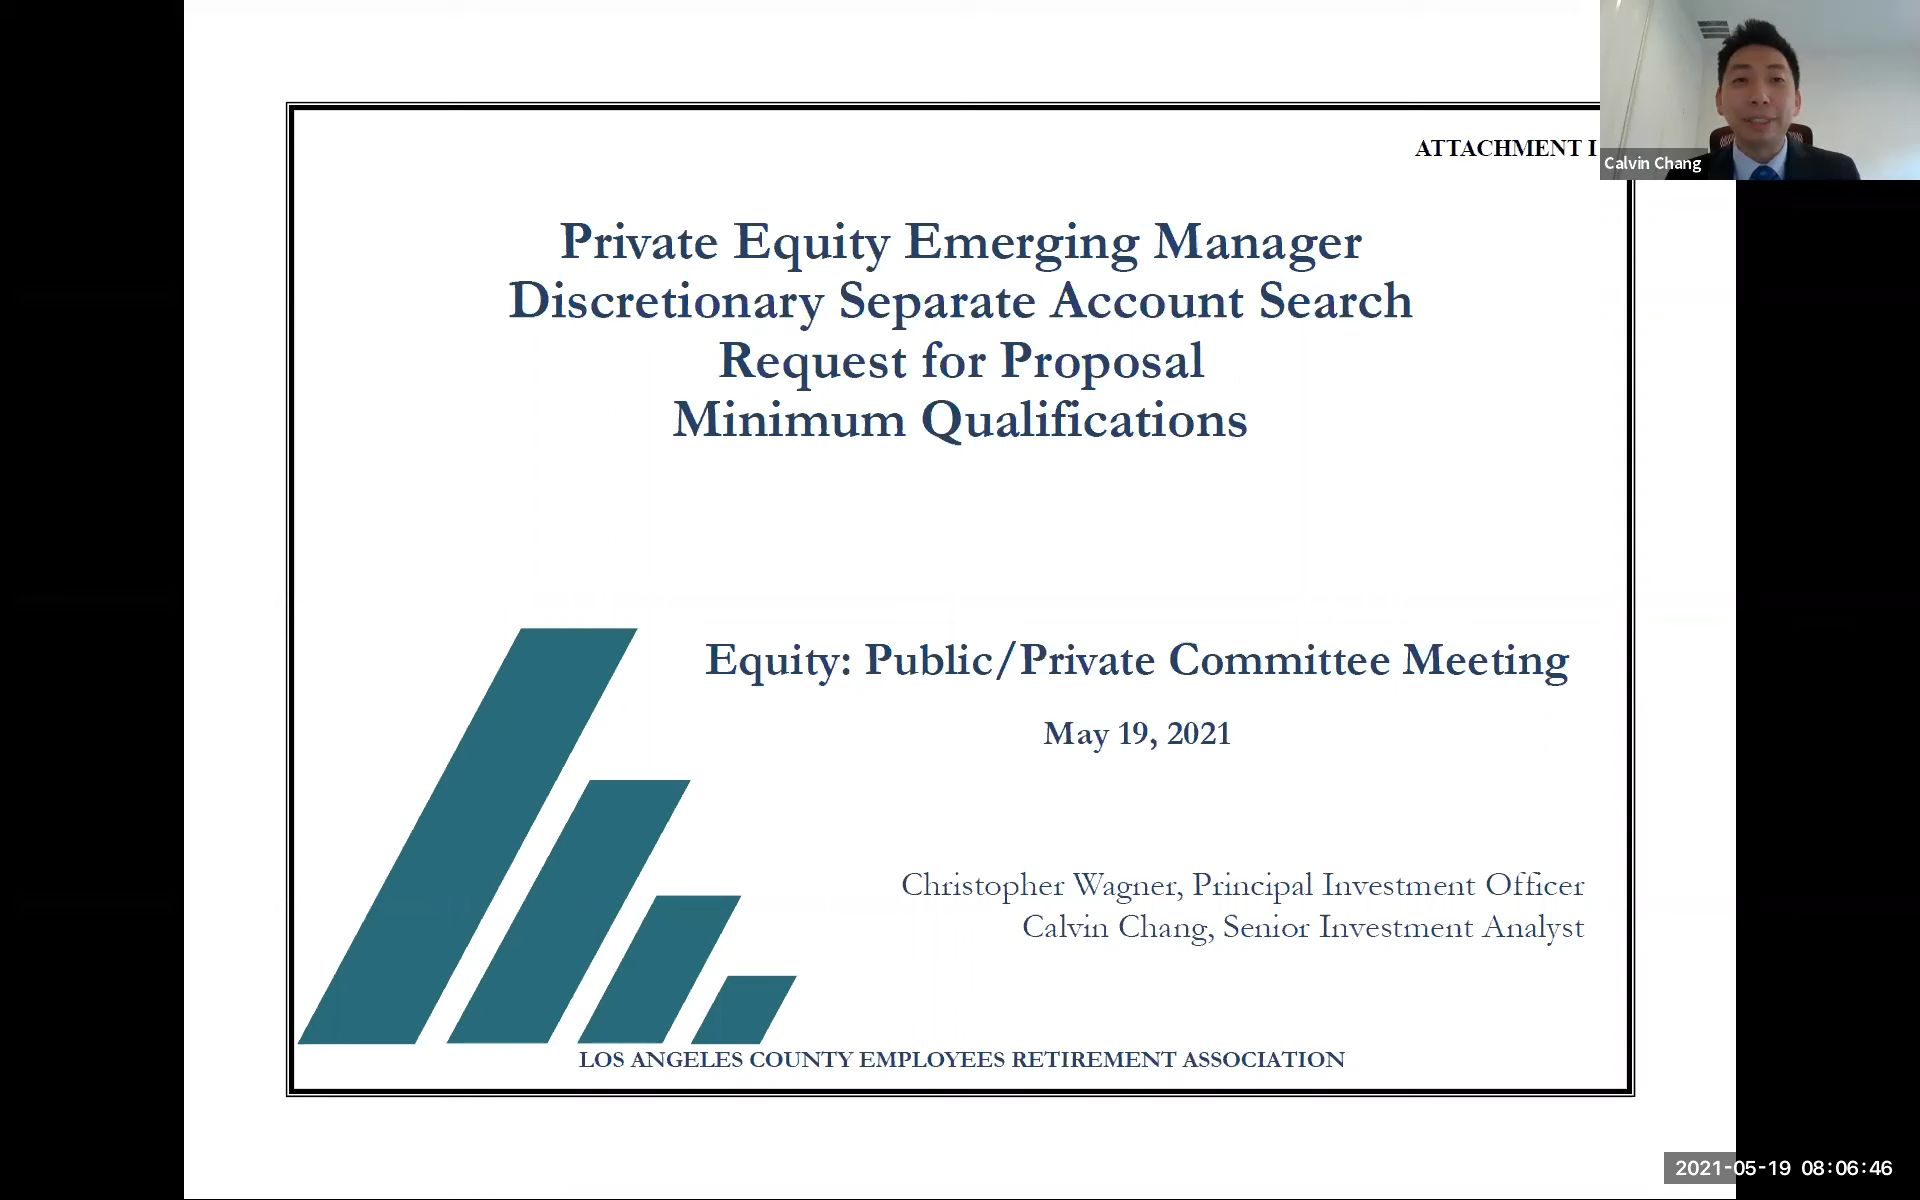 ATTACHMENT I
Calvin Chang
Private Equity Emerging Manager
Discretionary Separate Account Search
Request for Proposal
Minimum Qualifications
Equity: Public/Private Committee Meeting
May 19, 2021
Christopher Wagner, Principal Investment Officer
Calvin Chang, Senior Investment Analyst
LOS ANGELES COUNTY EMPLOYEES RETIREMENT ASSOCIATION
2021-05-19 08:06:46